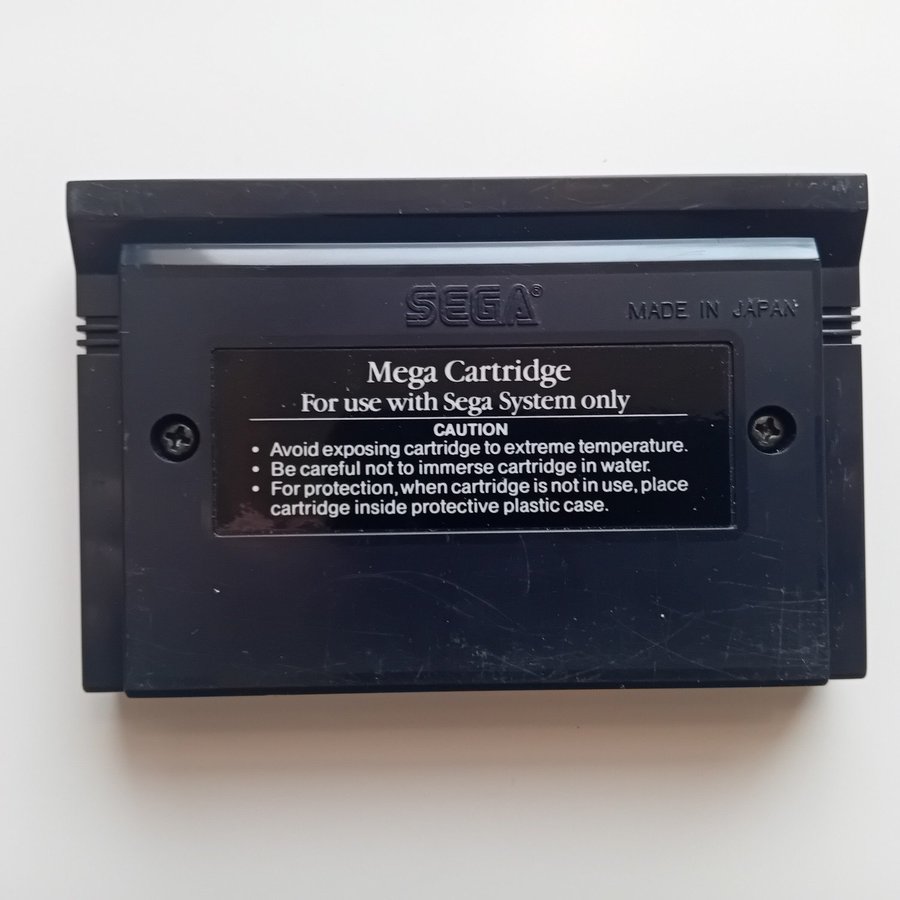 SEGA®
MADE IN JAPAN
Mega Cartridge
For use with Sega System only
CAUTION
• Avoid exposing cartridge to extreme temperature.
• Be careful not to immerse cartridge in water.
• For protection, when cartridge is not in use, place
cartridge inside protective plastic case.